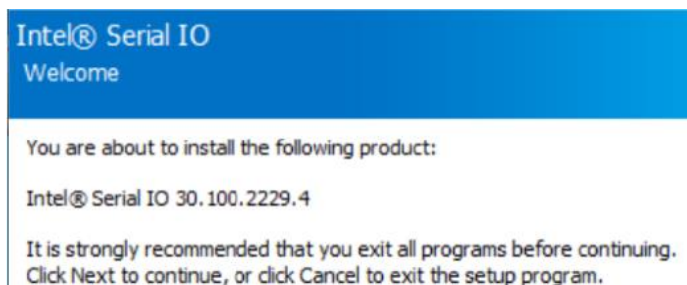 Intel® Serial IO
Welcome
You are about to install the following product:
Intel® Serial IO 30.100.2229.4
It is strongly recommended that you exit all programs before continuing.
Click Next to continue, or click Cancel to exit the setup program.